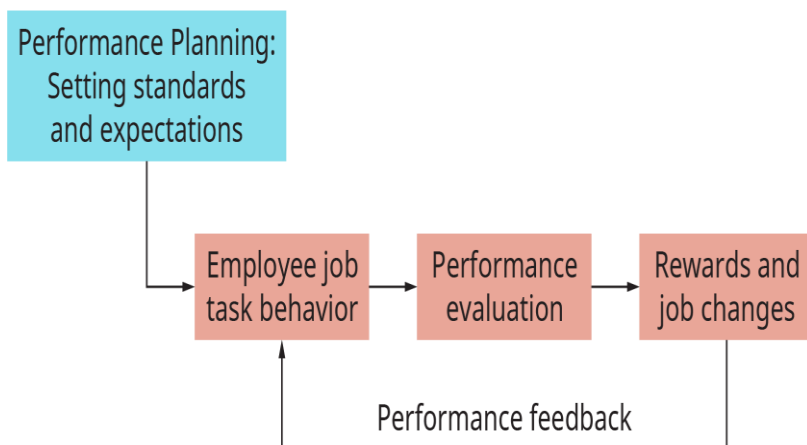 Performance Planning:
Setting standards
and expectations
Employee job
task behavior
Performance
evaluation
Rewards and
job changes
Performance feedback